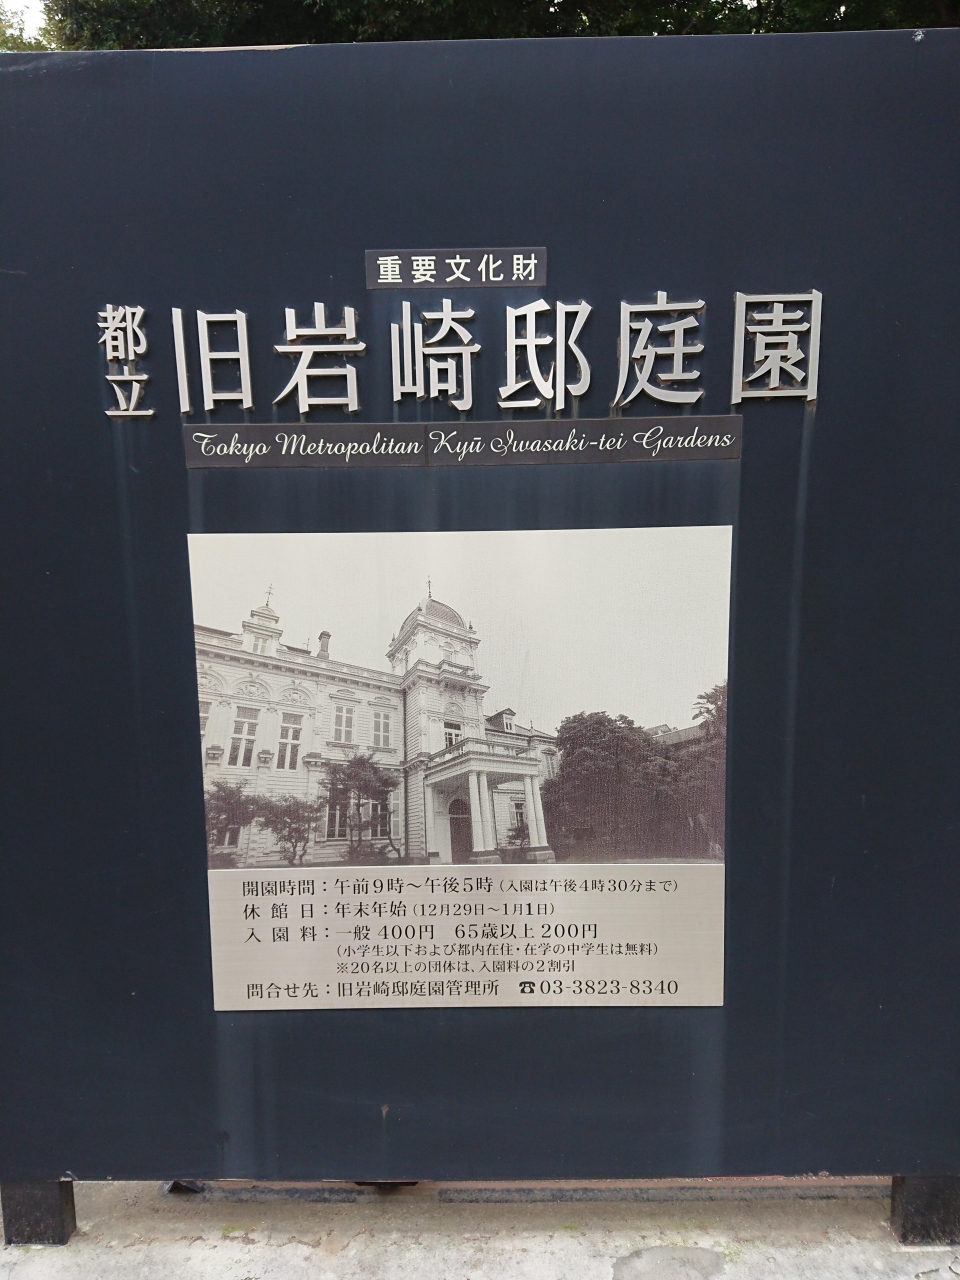 重要文化財
都立 旧岩崎邸庭園
Tokyo Metropolitan Kyū Iwasaki-tei Gardens
開園時間：午前9時〜午後5時（入園は午後4時30分まで）
休館日：年末年始（12月29日〜1月1日）
入園料：一般 400円　65歳以上 200円
（小学生以下および都内在住・在学の中学生は無料）
※20名以上の団体は、入園料の2割引
問合せ先：旧岩崎邸庭園管理所　☎03-3823-8340